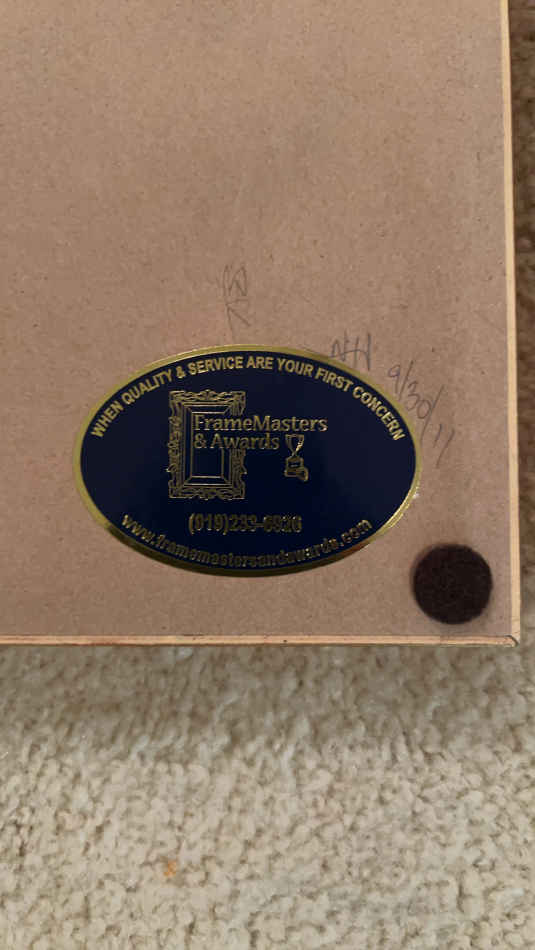 9/30/11
WHEN QUALITY & SERVICE ARE YOUR FIRST CONCERN
FrameMasters
& Awards
(919)233-6926
www.framemastersandawards.com